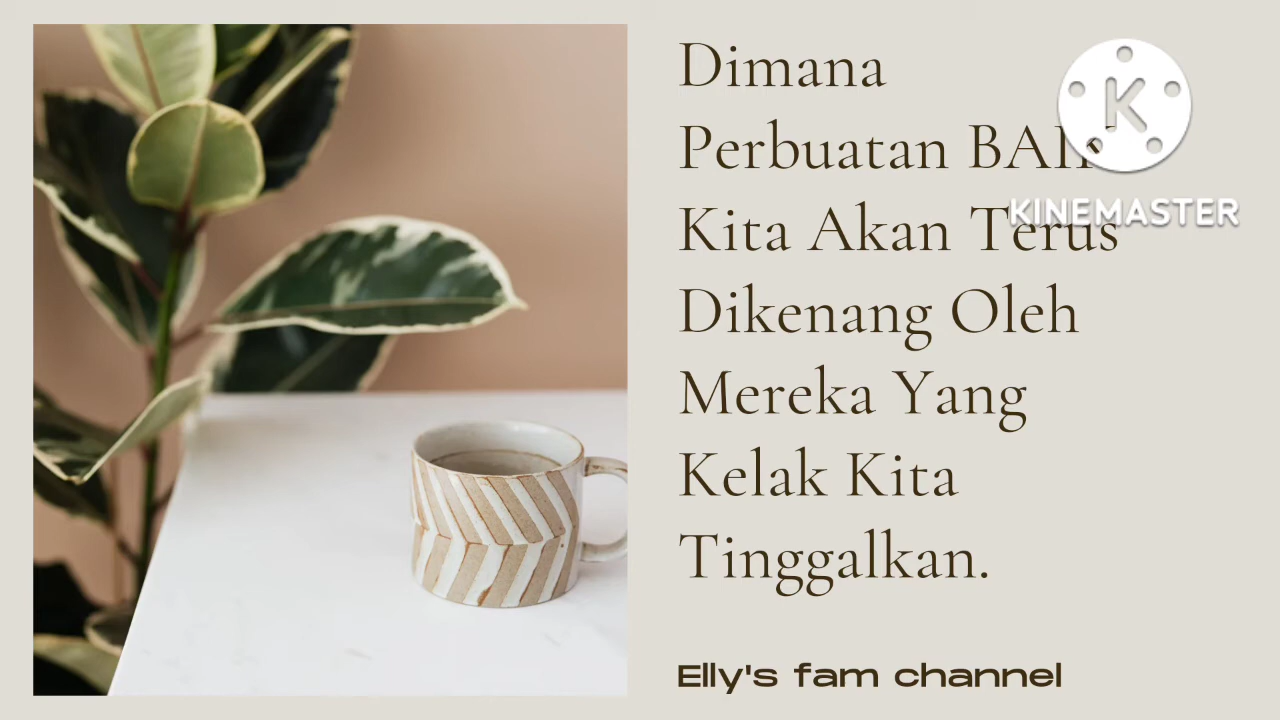 Dimana
Perbuatan BAIK
Kita Akan Terus
Dikenang Oleh
Mereka Yang
Kelak Kita
Tinggalkan.
Elly's fam channel
K
KINEMASTER